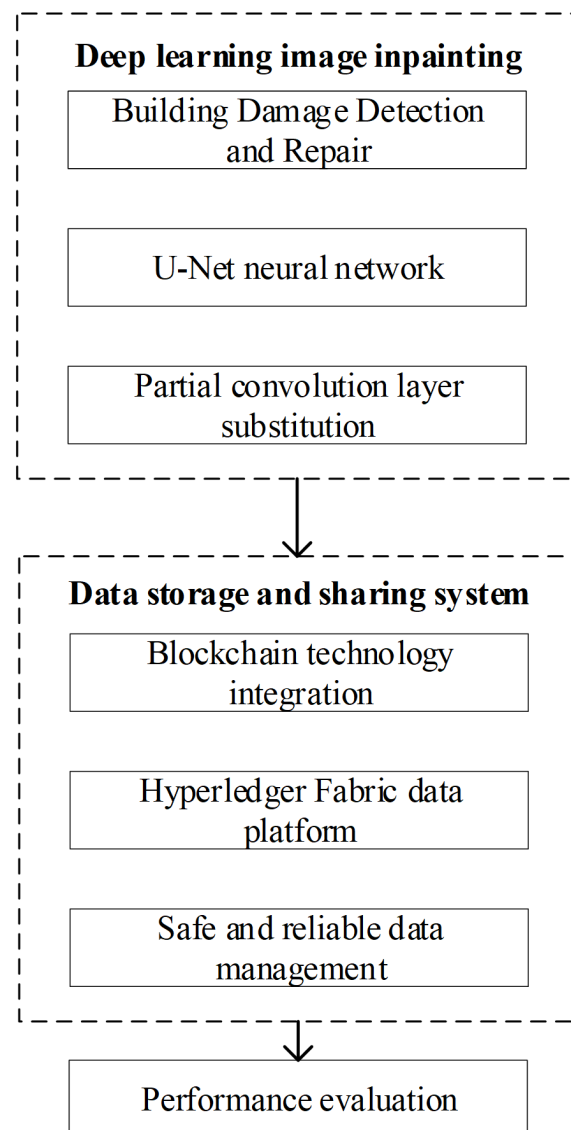 Deep learning image inpainting
Building Damage Detection
and Repair
U-Net neural network
Partial convolution layer
substitution
Data storage and sharing system
Blockchain technology
integration
Hyperledger Fabric data
platform
Safe and reliable data
management
Performance evaluation